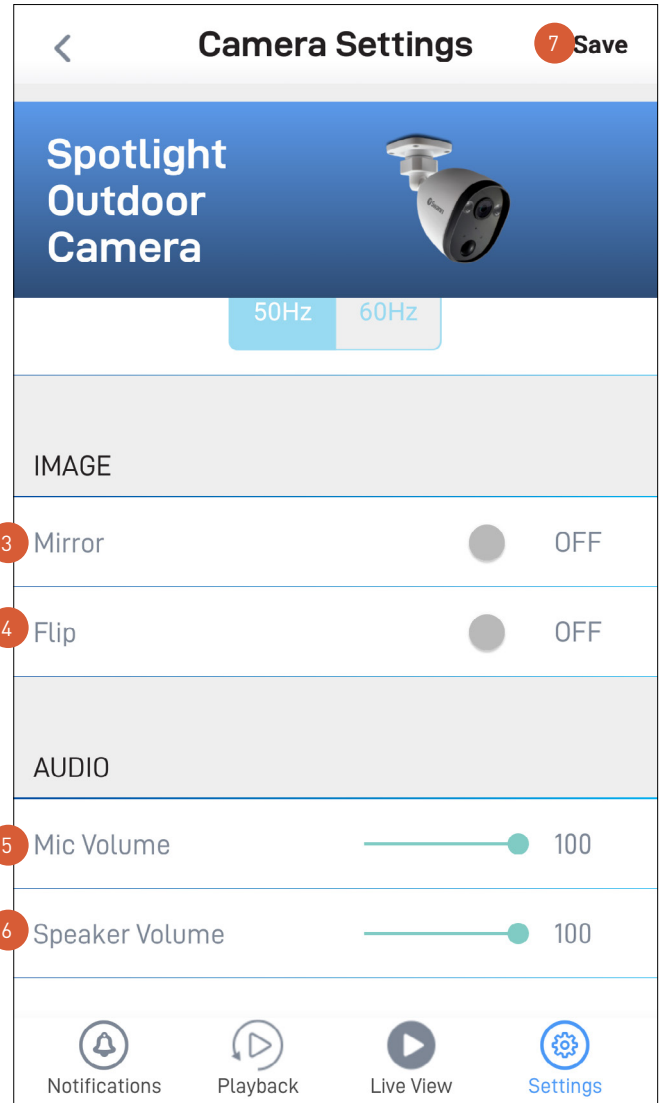 Camera Settings
7 Save
Spotlight
Outdoor
Camera
Swann
50Hz 60Hz
IMAGE
3 Mirror OFF
4 Flip OFF
AUDIO
5 Mic Volume 100
6 Speaker Volume 100
Notifications Playback Live View Settings